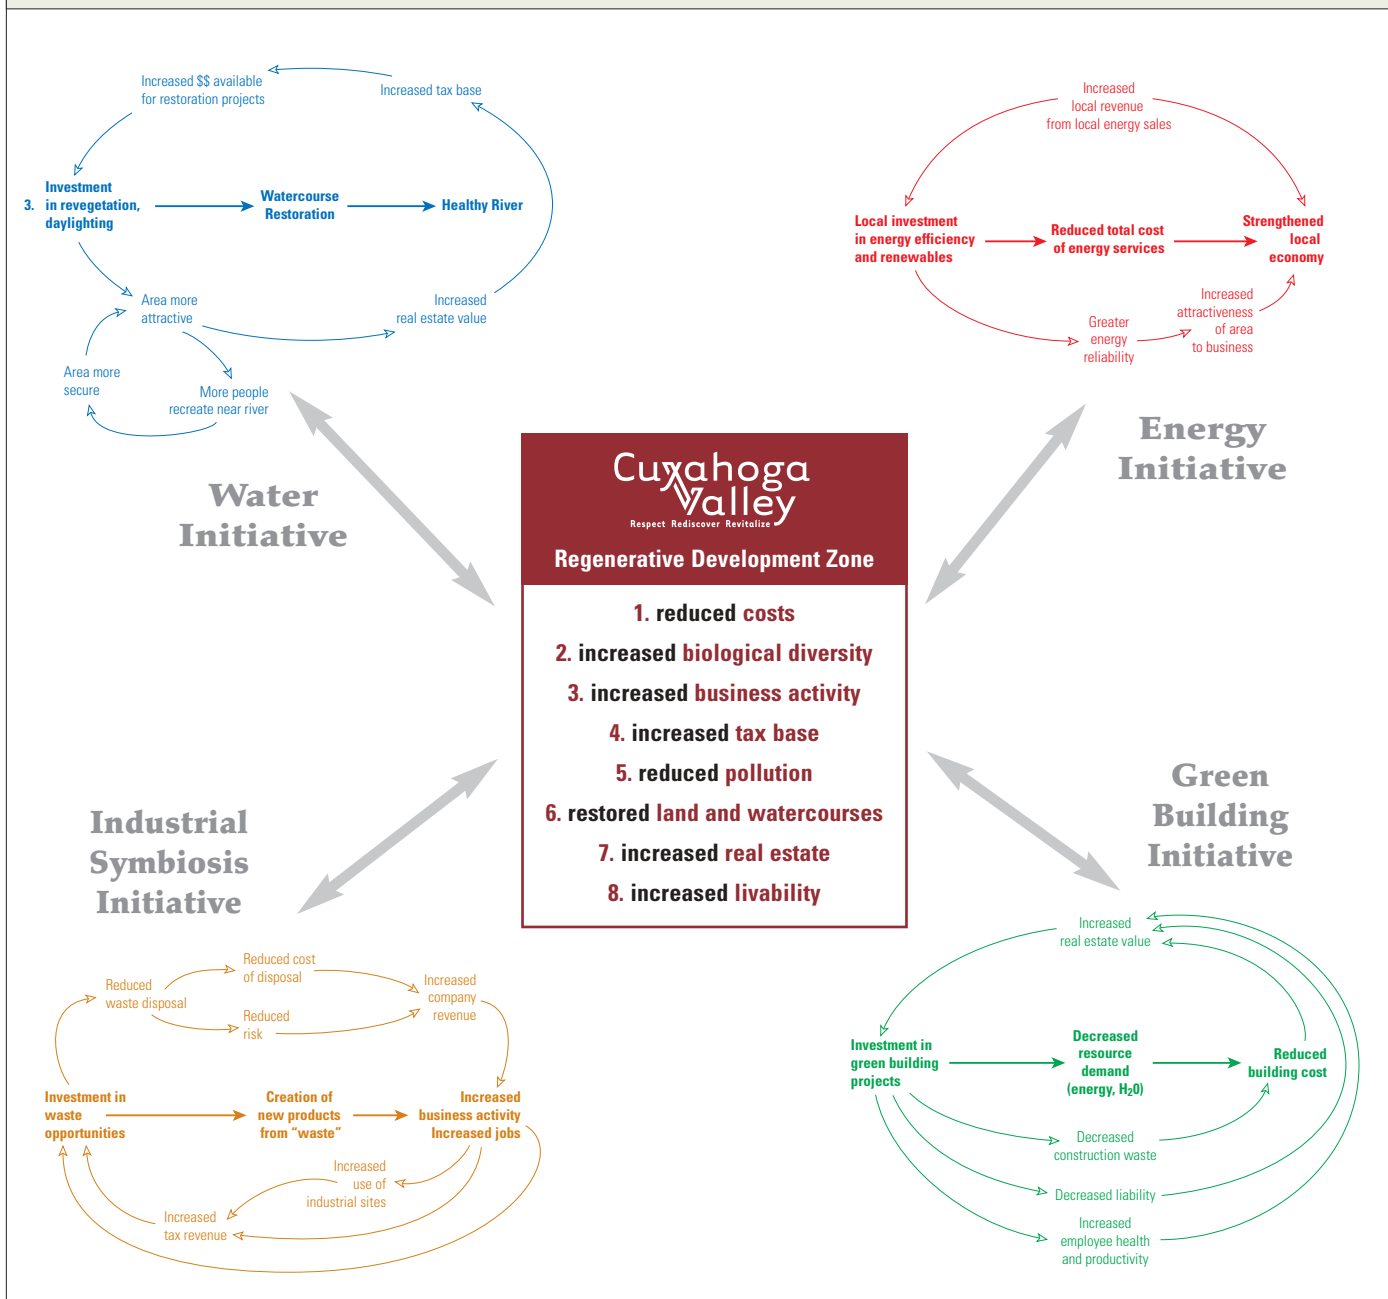 Increased $$ available
for restoration projects
Increased tax base
3. Investment
in revegetation,
daylighting
Watercourse
Restoration
Healthy River
Area more
attractive
Increased
real estate value
Area more
secure
More people
recreate near river
Water
Initiative
Increased
local revenue
from local energy sales
Local investment
in energy efficiency
and renewables
Reduced total cost
of energy services
Strengthened
local
economy
Greater
energy
reliability
Increased
attractiveness
of area
to business
Energy
Initiative
Cuyahoga
Valley
Respect Rediscover Revitalize
Regenerative Development Zone
1. reduced costs
2. increased biological diversity
3. increased business activity
4. increased tax base
5. reduced pollution
6. restored land and watercourses
7. increased real estate
8. increased livability
Industrial
Symbiosis
Initiative
Reduced
waste disposal
Reduced cost
of disposal
Reduced
risk
Increased
company
revenue
Investment in
waste
opportunities
Creation of
new products
from “waste”
Increased
business activity
Increased jobs
Increased
use of
industrial sites
Increased
tax revenue
Green
Building
Initiative
Increased
real estate value
Investment in
green building
projects
Decreased
resource
demand
(energy, H20)
Reduced
building cost
Decreased
construction waste
Decreased liability
Increased
employee health
and productivity